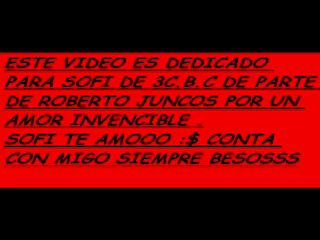 ESTE VIDEO ES DEDICADO
PARA SOFI DE 3C.B.C DE PARTE
DE ROBERTO JUNCOS POR UN
AMOR INVENCIBLE .
SOFI TE AMOOO :$ CONTA
CON MIGO SIEMPRE BESOSSS